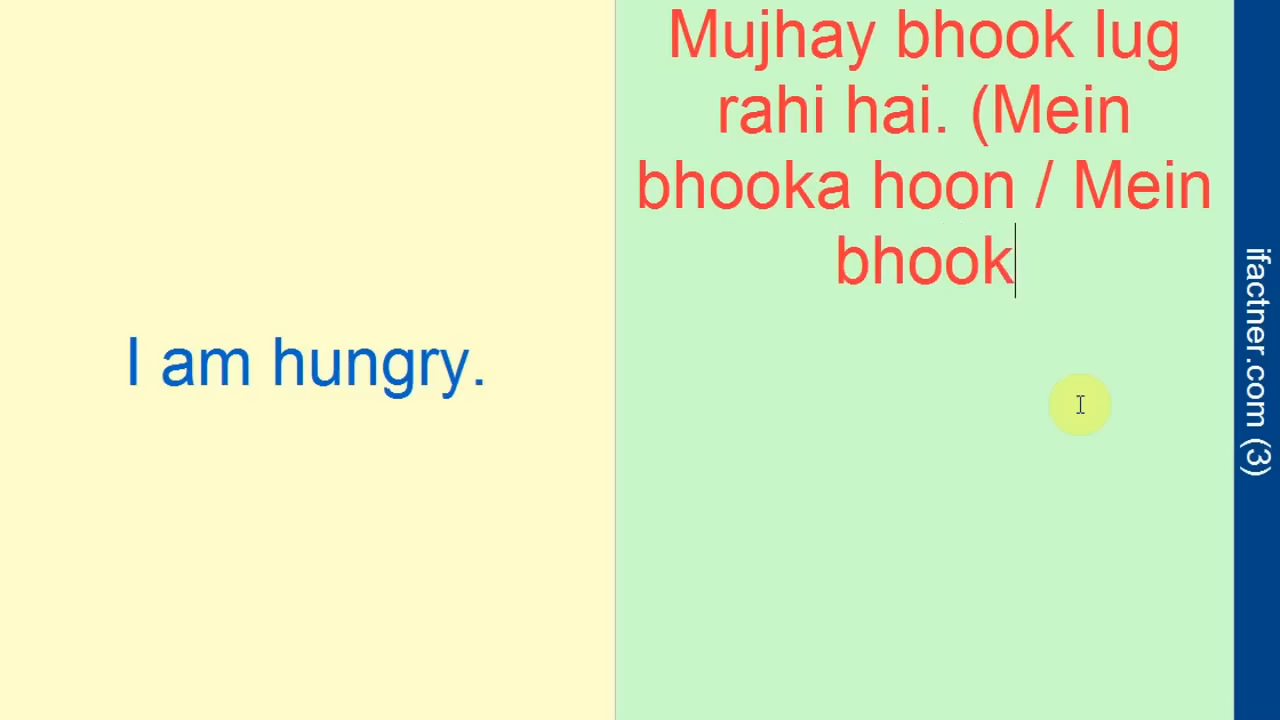 I am hungry.
Mujhay bhook lug
rahi hai. (Mein
bhooka hoon / Mein
bhook
ifactner.com (3)